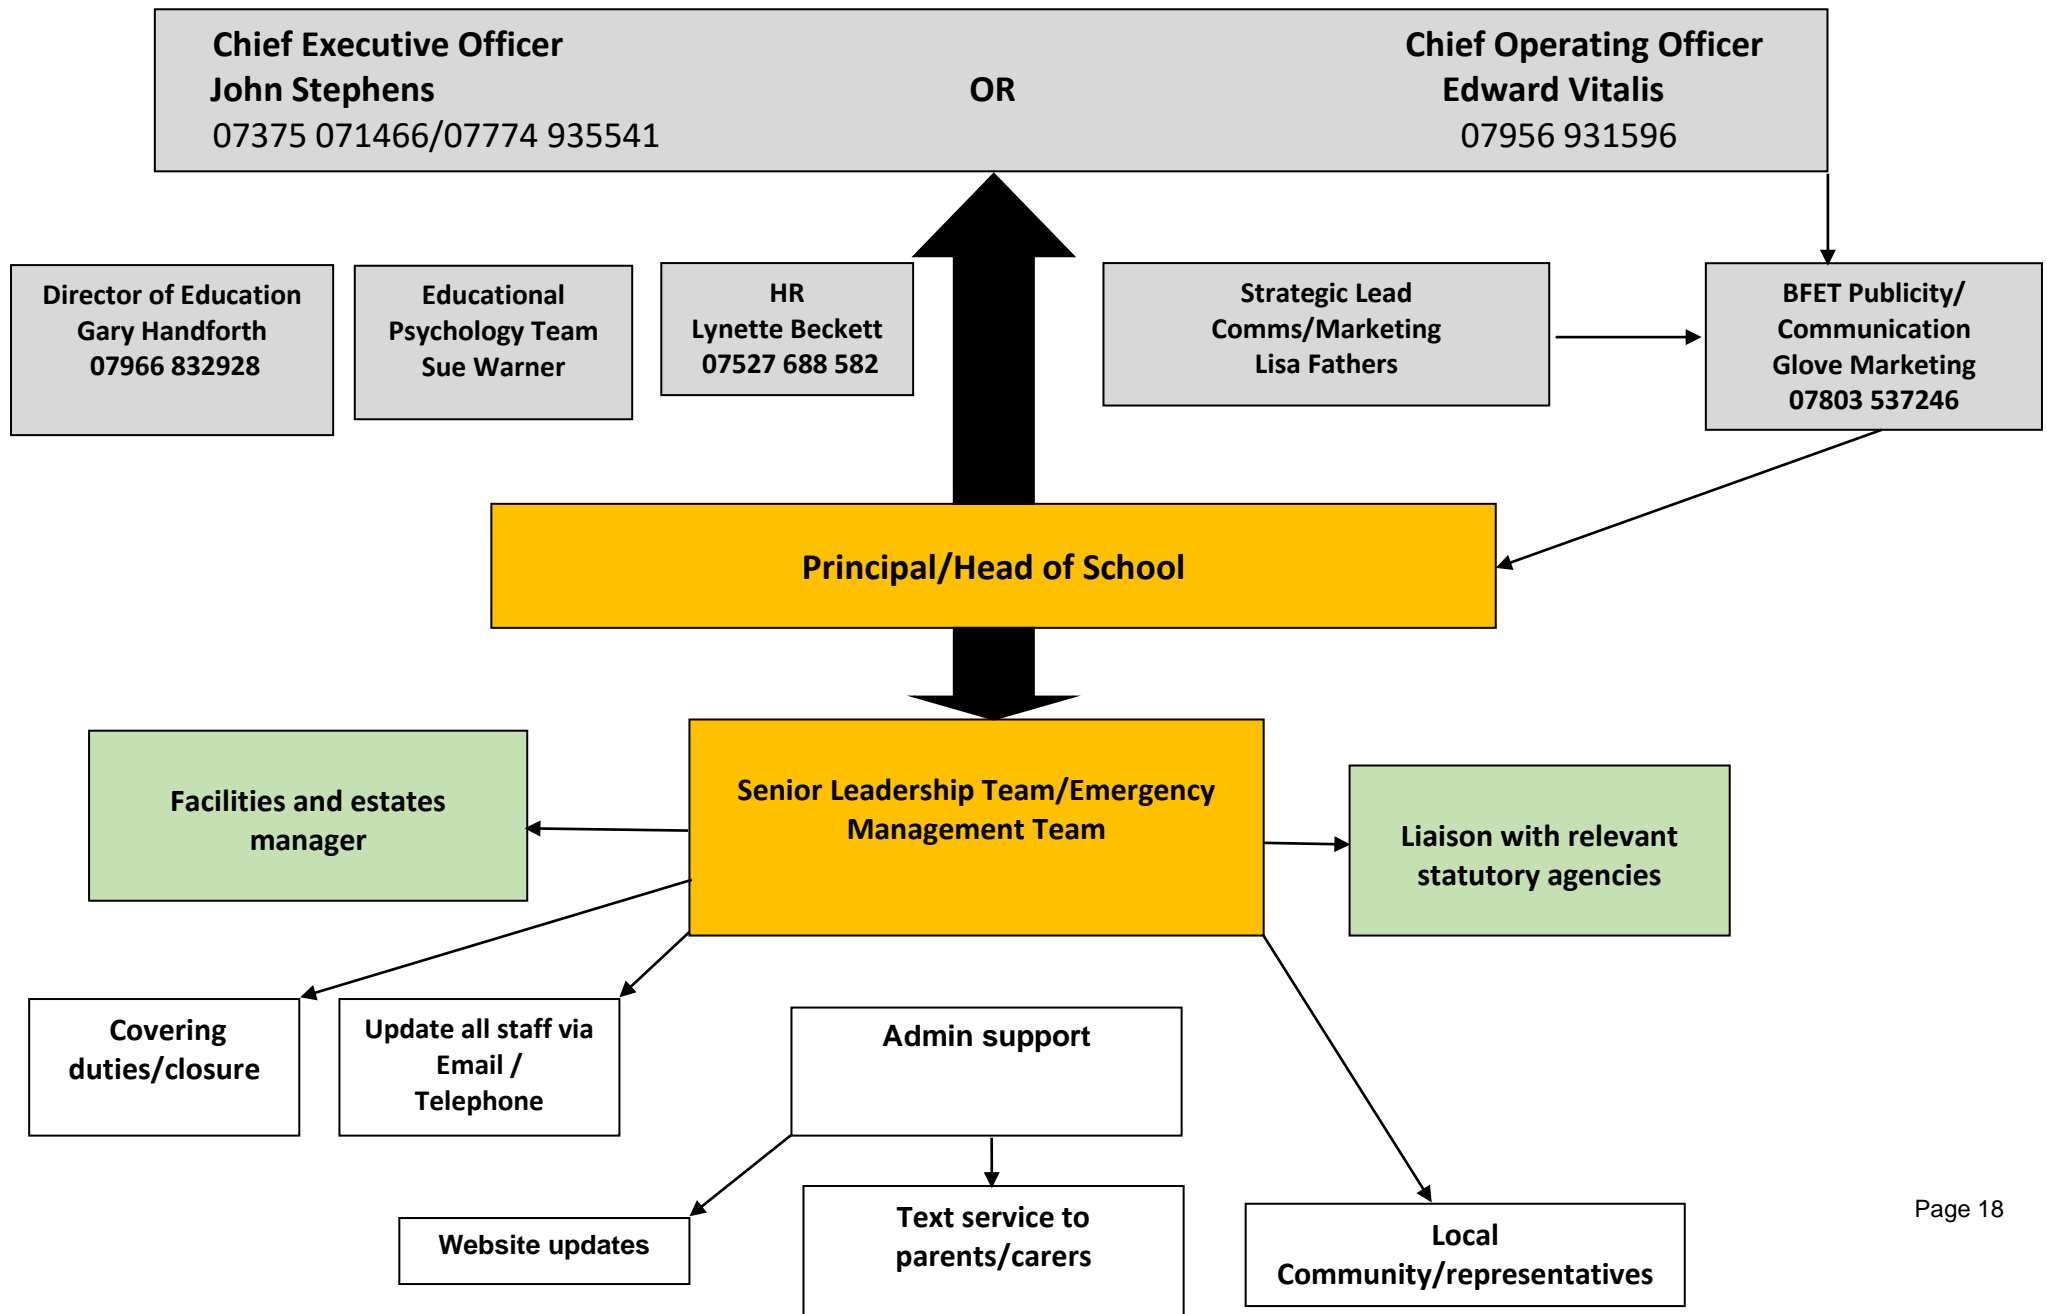 Chief Executive Officer
John Stephens
07375 071466/07774 935541
OR
Chief Operating Officer
Edward Vitalis
07956 931596
Director of Education
Gary Handforth
07966 832928
Educational
Psychology Team
Sue Warner
HR
Lynette Beckett
07527 688 582
Strategic Lead
Comms/Marketing
Lisa Fathers
BFET Publicity/
Communication
Glove Marketing
07803 537246
Principal/Head of School
Facilities and estates
manager
Senior Leadership Team/Emergency
Management Team
Liaison with relevant
statutory agencies
Covering
duties/closure
Update all staff via
Email /
Telephone
Admin support
Website updates
Text service to
parents/carers
Local
Community/representatives
Page 18